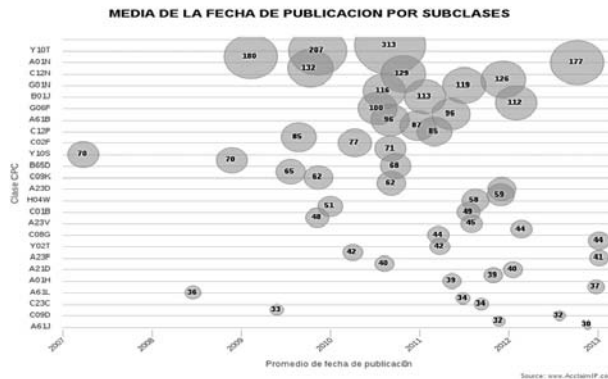 MEDIA DE LA FECHA DE PUBLICACION POR SUBCLASES
Clase CPC
Y10T
A01N
C12N
G01N
B01J
G06F
A61B
C12P
C02F
Y10S
B65D
C09K
A23D
H04W
C01B
A23V
C08G
Y02T
A23F
A21D
A01H
A61L
C23C
C09D
A61J
313
207
180
177
132
129
126
119
116
113
112
108
96
96
87
85
85
77
71
70
70
68
65
62
62
59
58
51
49
48
45
44
44
44
42
42
41
40
40
39
39
37
36
34
34
33
32
32
30
2007
2008
2009
2010
2011
2012
2013
Promedio de fecha de publicación
Source: www.AcclaimIP.co